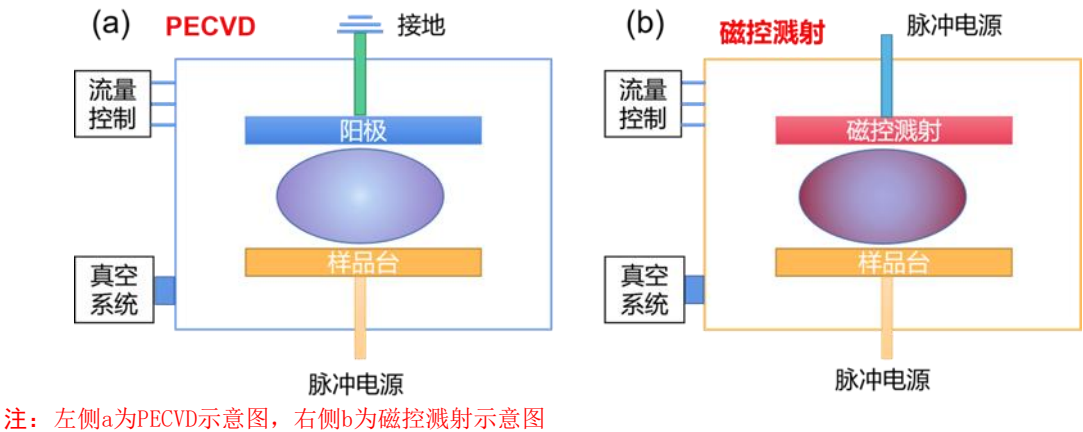 (a) PECVD
接地
流量
控制
阳极
样品台
真空
系统
脉冲电源
(b) 磁控溅射
脉冲电源
流量
控制
磁控溅射
样品台
真空
系统
脉冲电源
注：左侧a为PECVD示意图，右侧b为磁控溅射示意图